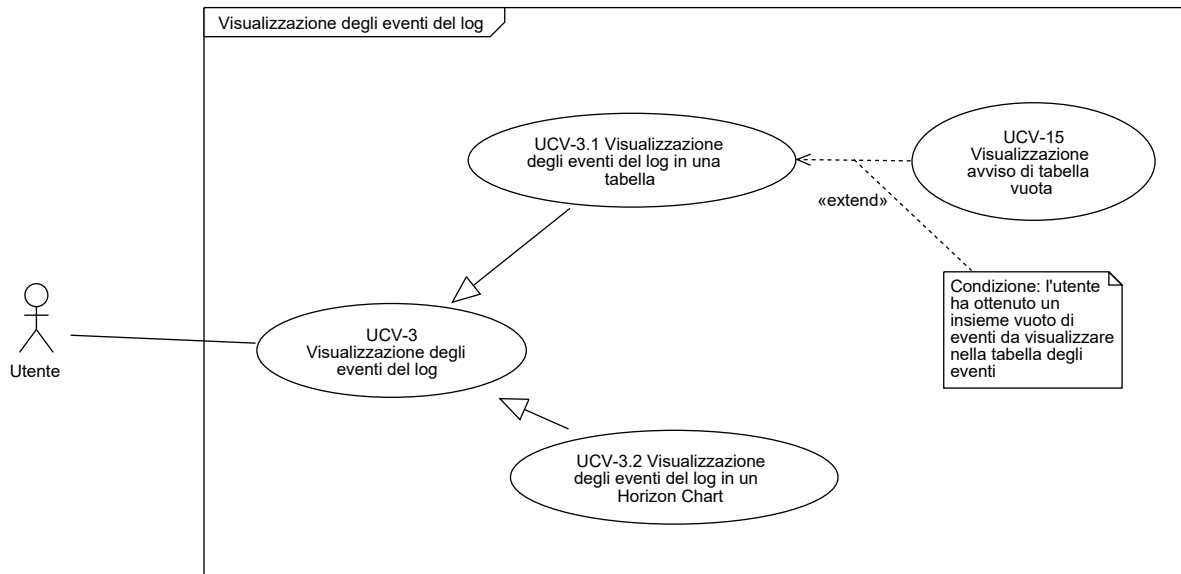 Visualizzazione degli eventi del log
UCV-3.1 Visualizzazione
degli eventi del log in una
tabella
UCV-15
Visualizzazione
avviso di tabella
vuota
«extend»
Condizione: l'utente
ha ottenuto un
insieme vuoto di
eventi da visualizzare
nella tabella degli
eventi
Utente
UCV-3
Visualizzazione degli
eventi del log
UCV-3.2 Visualizzazione
degli eventi del log in un
Horizon Chart